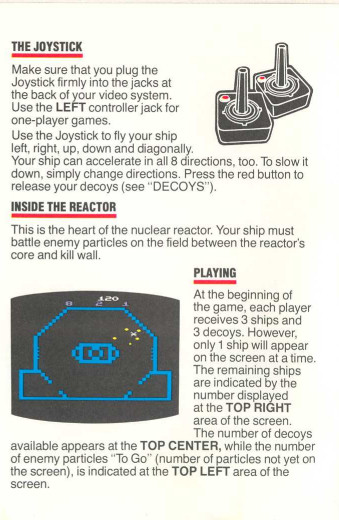 THE JOYSTICK
Make sure that you plug the
Joystick firmly into the jacks at
the back of your video system.
Use the LEFT controller jack for
one-player games.
Use the Joystick to fly your ship
left, right, up, down and diagonally.
Your ship can accelerate in all 8 directions, too. To slow it
down, simply change directions. Press the red button to
release your decoys (see "DECOYS").
INSIDE THE REACTOR
This is the heart of the nuclear reactor. Your ship must
battle enemy particles on the field between the reactor's
core and kill wall.
PLAYING
At the beginning of
the game, each player
receives 3 ships and
3 decoys. However,
only 1 ship will appear
on the screen at a time.
The remaining ships
are indicated by the
number displayed
at the TOP RIGHT
area of the screen.
The number of decoys
available appears at the TOP CENTER, while the number
of enemy particles "To Go" (number of particles not yet on
the screen), is indicated at the TOP LEFT area of the
screen.
120
8 2 1